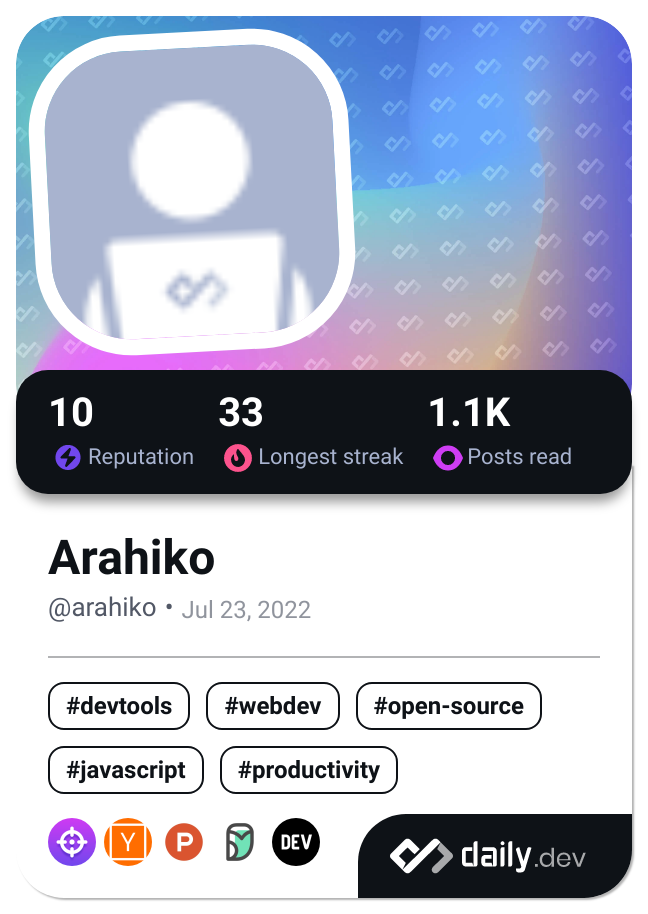 10 33 1.1K
Reputation Longest streak Posts read
Arahiko
@arahiko • Jul 23, 2022
#devtools #webdev #open-source
#javascript #productivity
Y P DEV daily.dev